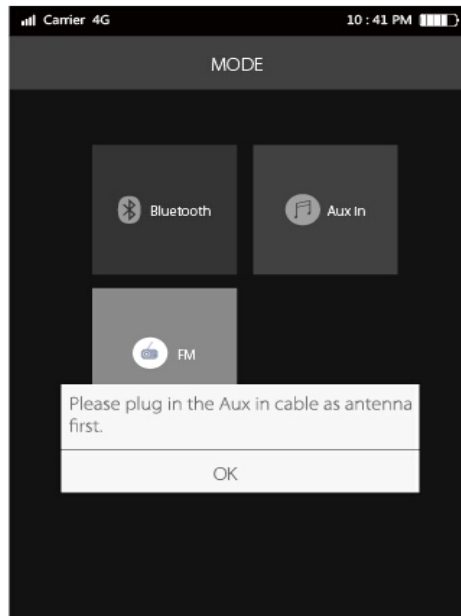 Carrier 4G 10 : 41 PM
MODE
Bluetooth Aux In
FM
Please plug in the Aux in cable as antenna
first.
OK